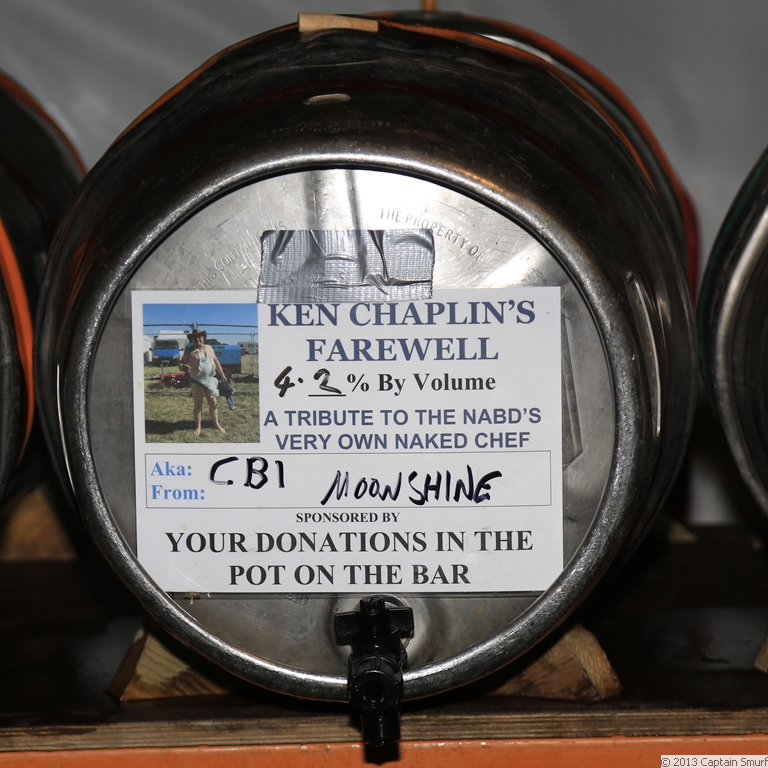 THE PROPERTY OF
KEN CHAPLIN'S
FAREWELL
4.2 % By Volume
A TRIBUTE TO THE NABD'S
VERY OWN NAKED CHEF
Aka: CB1 MOONSHINE
From:
SPONSORED BY
YOUR DONATIONS IN THE
POT ON THE BAR
© 2013 Captain Smurf